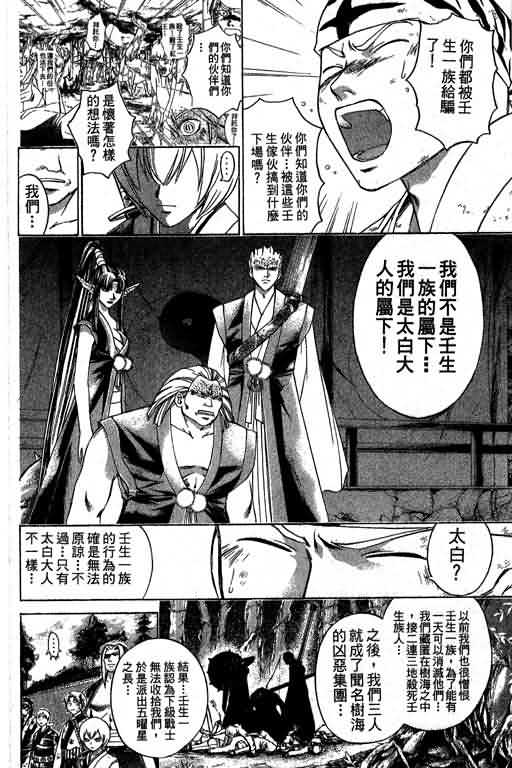 你們都被壬
生一族給騙
了！
你們知道你們的
伙伴…被這些壬
生傢伙搞到什麼
下場嗎？
你們知道你
們的伙伴們
是懷著怎樣
的想法嗎？
拜託你…
…
我們…
我們不是壬生
一族的屬下…
我們是太白大
人的屬下！
太白？
壬生一族
的行為的
確是無法
原諒…不
過…只有
太白大人
不一樣…
以前我們也很憎恨
壬生一族，為了能有
一天可以消滅他們，
我們藏匿在樹海之中
，接二連三地殺死壬
生族人…
之後，我們三人
就成了聞名樹海
的凶惡集團…
結果…壬生一
族認為下級戰士
無法收拾我們，
於是派出五曜星
之長…
…